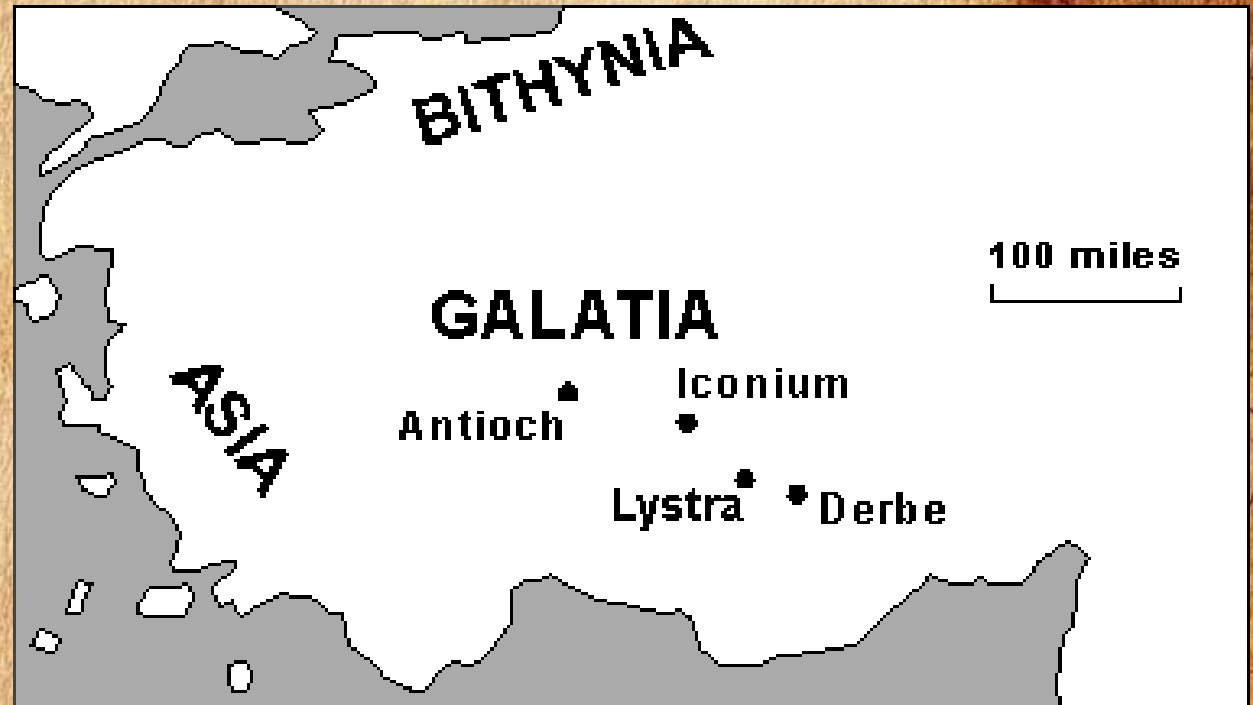 BITHYNIA
100 miles
GALATIA
ASIA
Iconium
Antioch
Lystra
Derbe